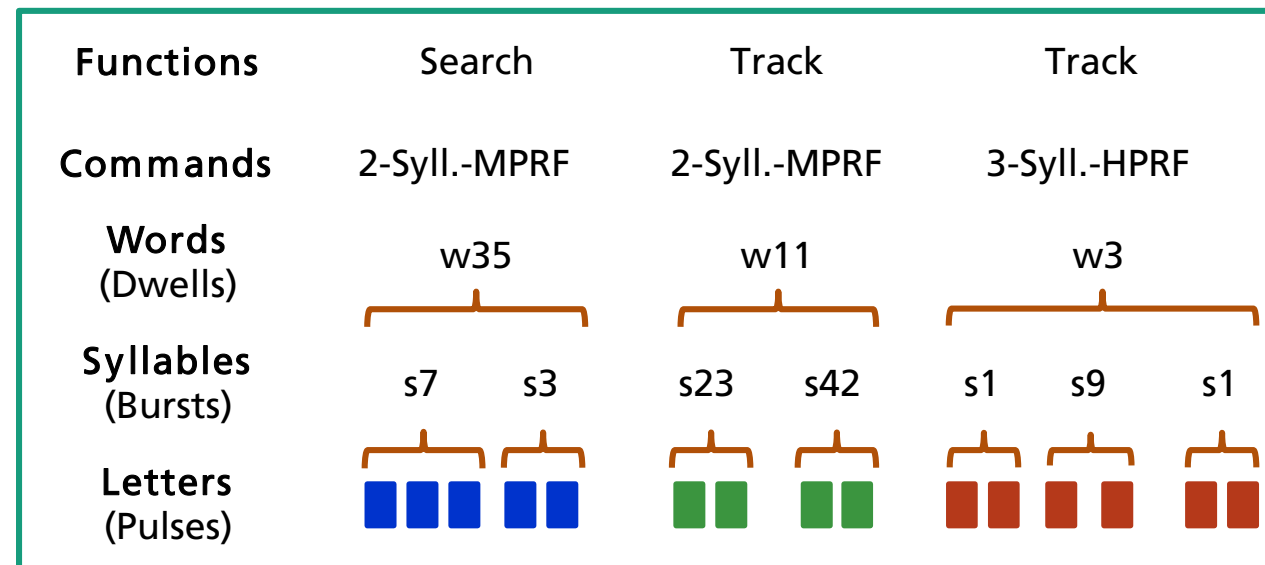 Functions Search Track Track
Commands 2-Syll.-MPRF 2-Syll.-MPRF 3-Syll.-HPRF
Words
(Dwells) w35 w11 w3
Syllables
(Bursts) s7 s3 s23 s42 s1 s9 s1
Letters
(Pulses)